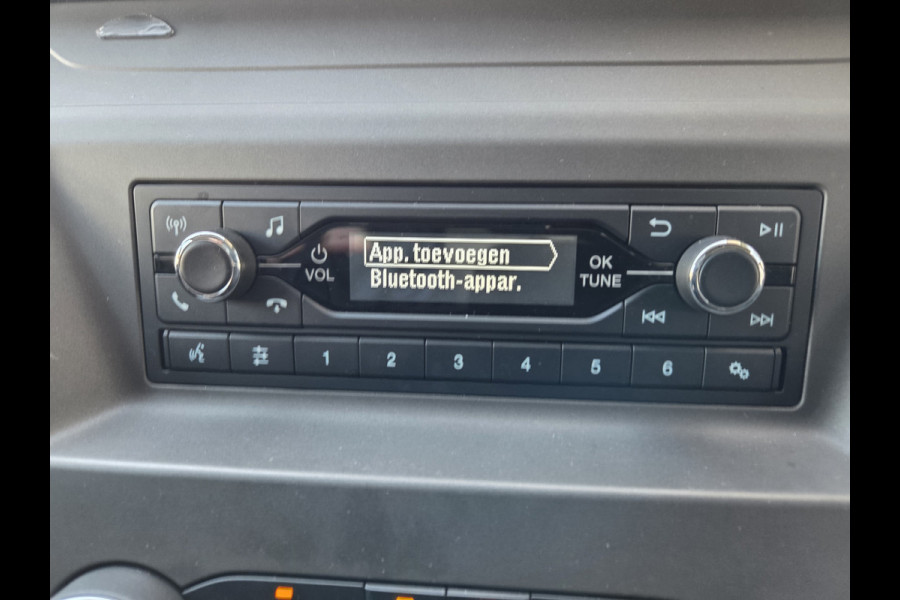 App. toevoegen
Bluetooth-appar.
VOL
OK
TUNE
1 2 3 4 5 6